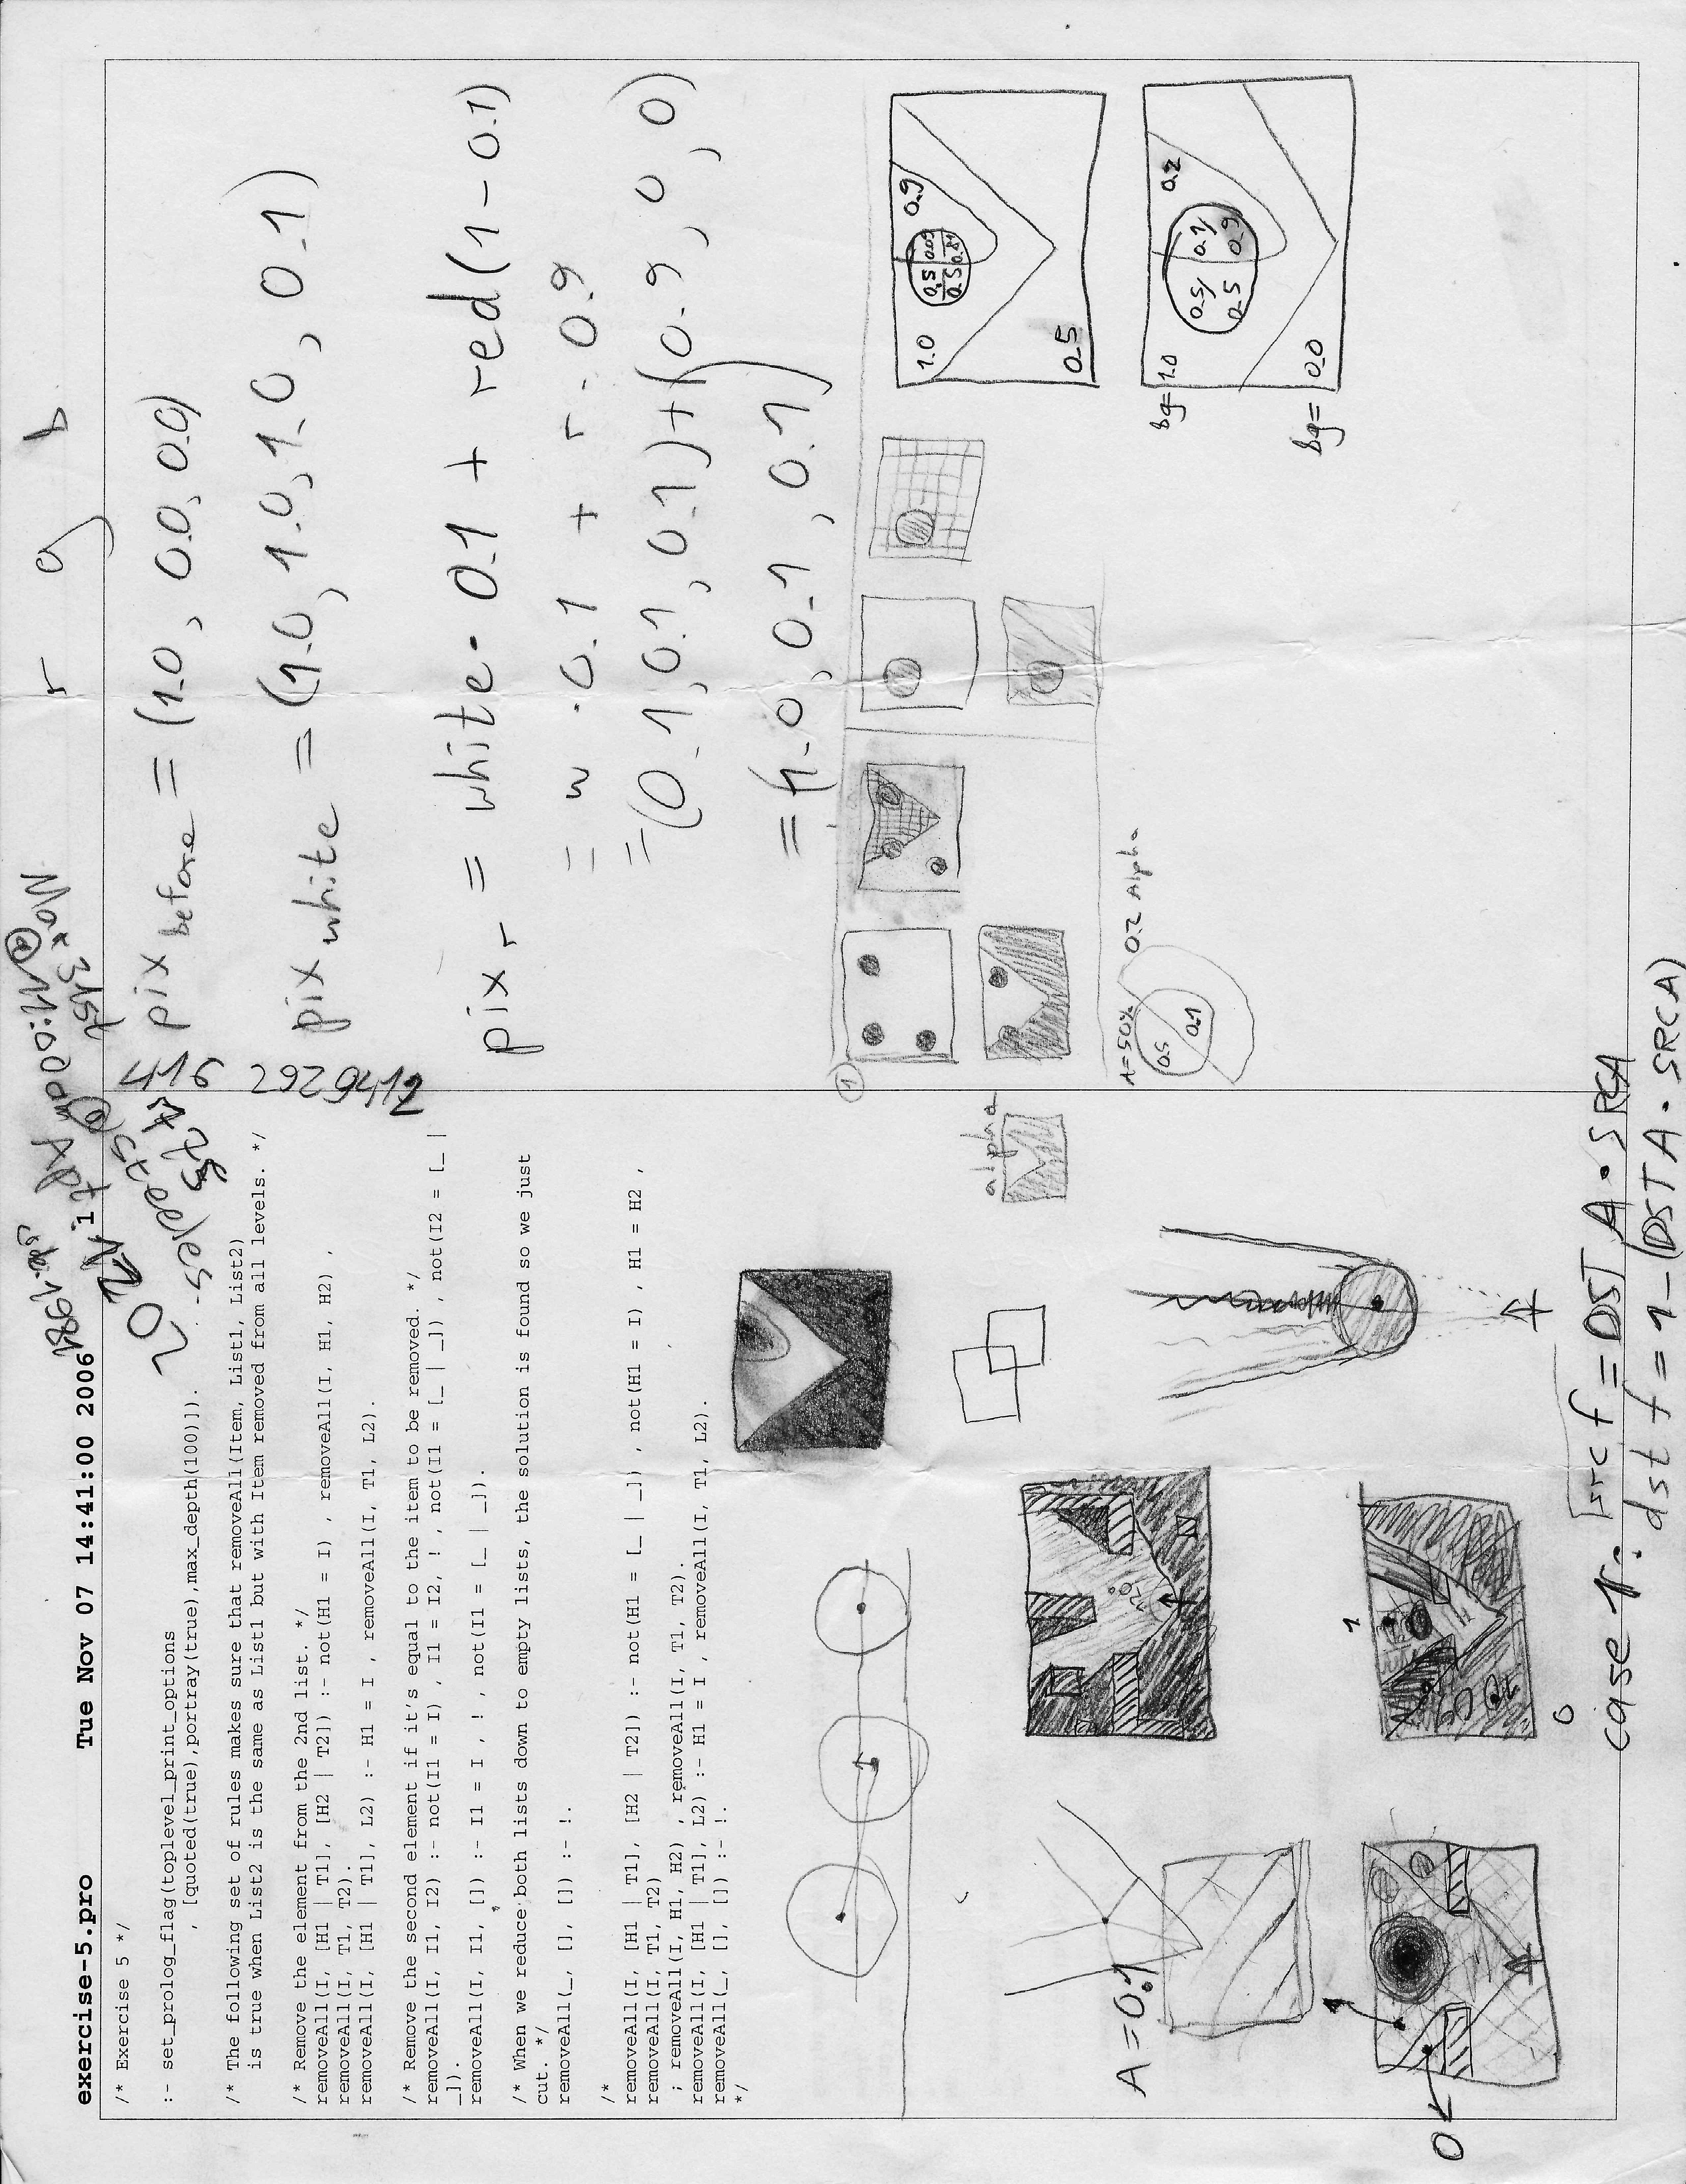 exercise-5.pro Tue Nov 07 14:41:00 2006 1
/* Exercise 5 */
:- set_prolog_flag(toplevel_print_options
, [quoted(true),portray(true),max_depth(100)]).
/* The following set of rules makes sure that removeAll(Item, List1, List2)
is true when List2 is the same as List1 but with Item removed from all levels. */
/* Remove the element from the 2nd list. */
removeAll(I, [H1 | T1], [H2 | T2]) :- not(H1 = I) , removeAll(I, H1, H2) ,
removeAll(I, T1, T2).
removeAll(I, [H1 | T1], L2) :- H1 = I , removeAll(I, T1, L2).
/* Remove the second element if it's equal to the item to be removed. */
removeAll(I, I1, I2) :- not(I1 = I) , I1 = I2, ! , not(I1 = [_ | _]) , not(I2 = [_ |
_]).
removeAll(I, I1, []) :- I1 = I , ! , not(I1 = [_ | _]).
/* When we reduce both lists down to empty lists, the solution is found so we just
cut. */
removeAll(_, [], []) :- !.
/*
removeAll(I, [H1 | T1], [H2 | T2]) :- not(H1 = [_ | _]) , not(H1 = I) , H1 = H2 ,
removeAll(I, T1, T2)
; removeAll(I, H1, H2) , removeAll(I, T1, T2).
removeAll(I, [H1 | T1], L2) :- H1 = I , removeAll(I, T1, L2).
removeAll(_, [], []) :- !.
*/
416 2929412
alpha
A=0.1
0
1
1
0
case 1: src f = DST A · SRCA
dst f = 1-(DSTA · SRCA)
r g b
pix before = (1.0, 0.0, 0.0)
pix white = (1.0, 1.0, 1.0, 0.1)
pix r = white · 0.1 + red(1-0.1)
= w · 0.1 + r · 0.9
=(0.1, 0.1, 0.1)+(0.9, 0, 0)
=(1.0, 0.1, 0.1)
1
A=50% 0.2 Alpha
0.5 0.1
1.0 0.9
0.5 0.09
0.5 0.81
0.5
bg=1.0 0.2
0.5 0.1
0.5 0.9
bg= 0.0